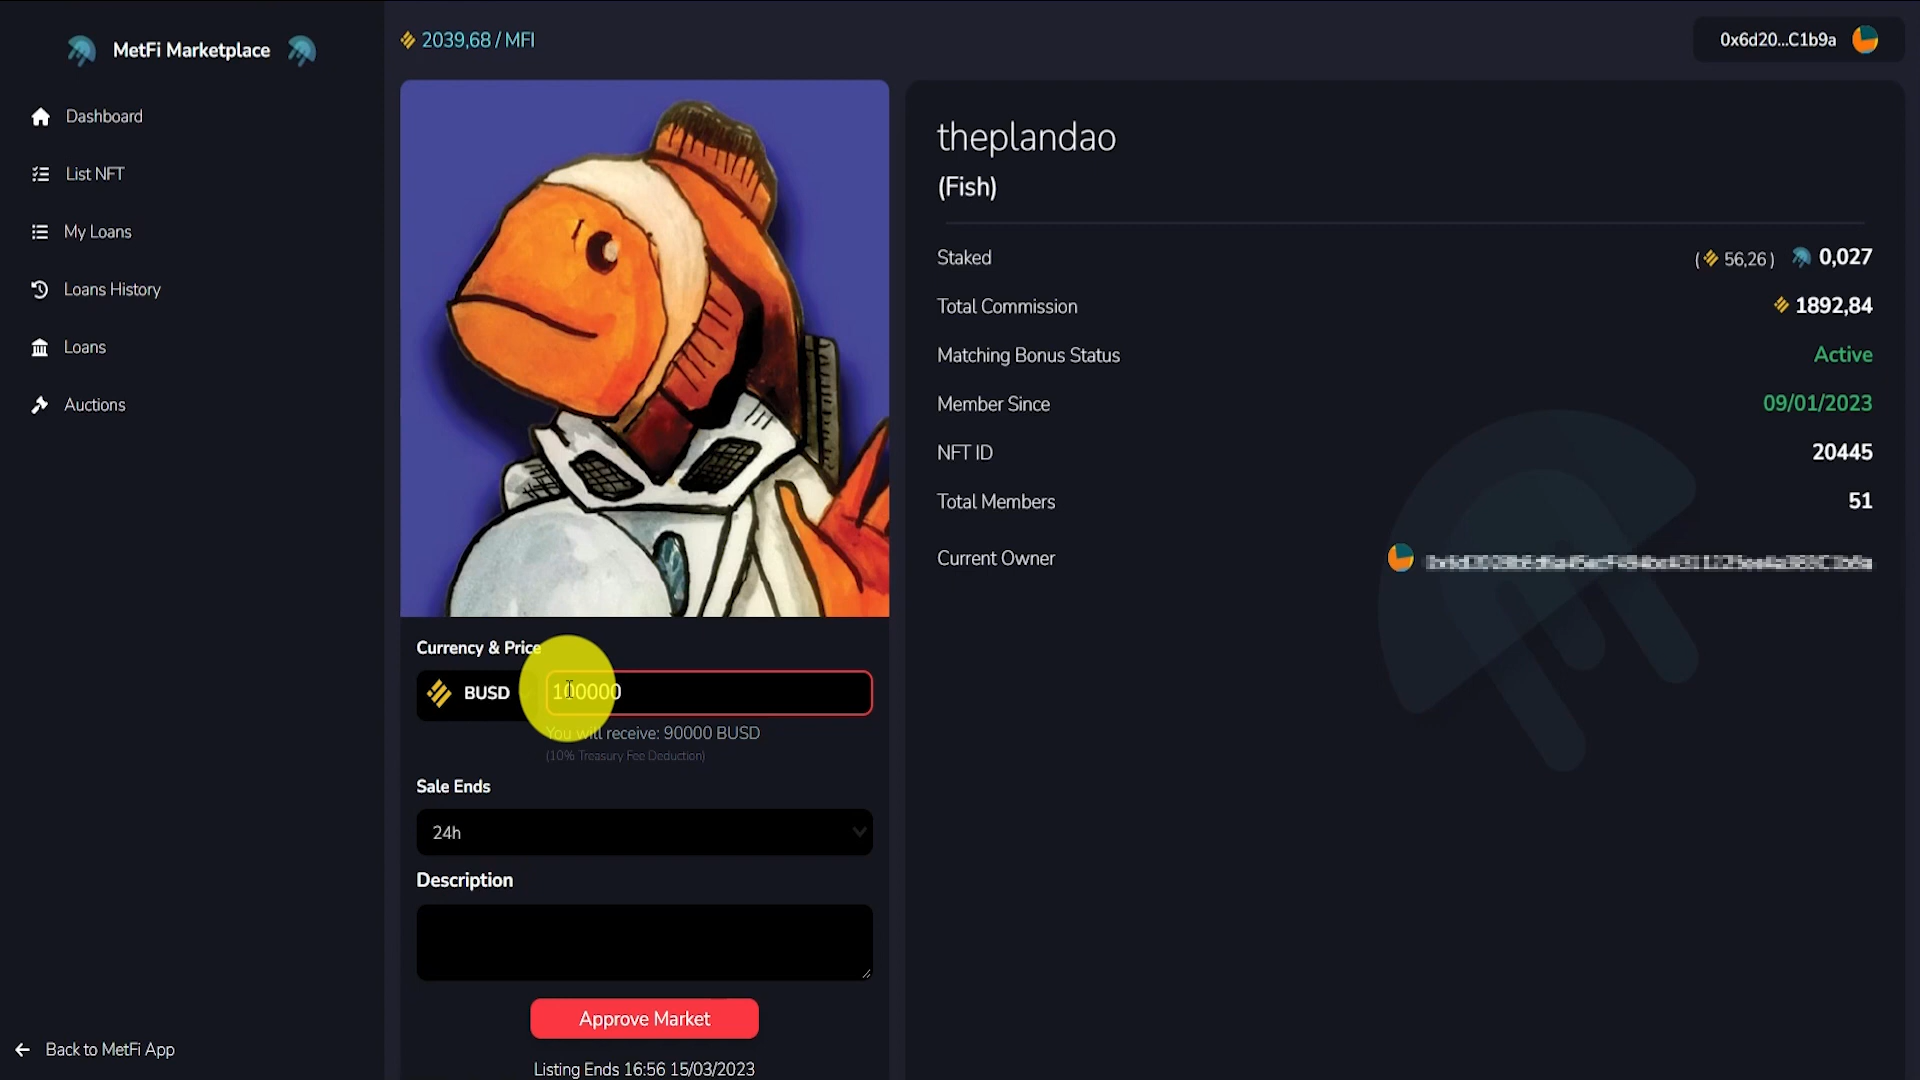 MetFi Marketplace
Dashboard
List NFT
My Loans
Loans History
Loans
Auctions
Back to MetFi App
2039,68 / MFI
0x6d20...C1b9a
Currency & Price
BUSD
100000
You will receive: 90000 BUSD
(10% Treasury Fee Deduction)
Sale Ends
24h
Description
Approve Market
Listing Ends 16:56 15/03/2023
theplandao
(Fish)
Staked ( 56,26 ) 0,027
Total Commission 1892,84
Matching Bonus Status Active
Member Since 09/01/2023
NFT ID 20445
Total Members 51
Current Owner